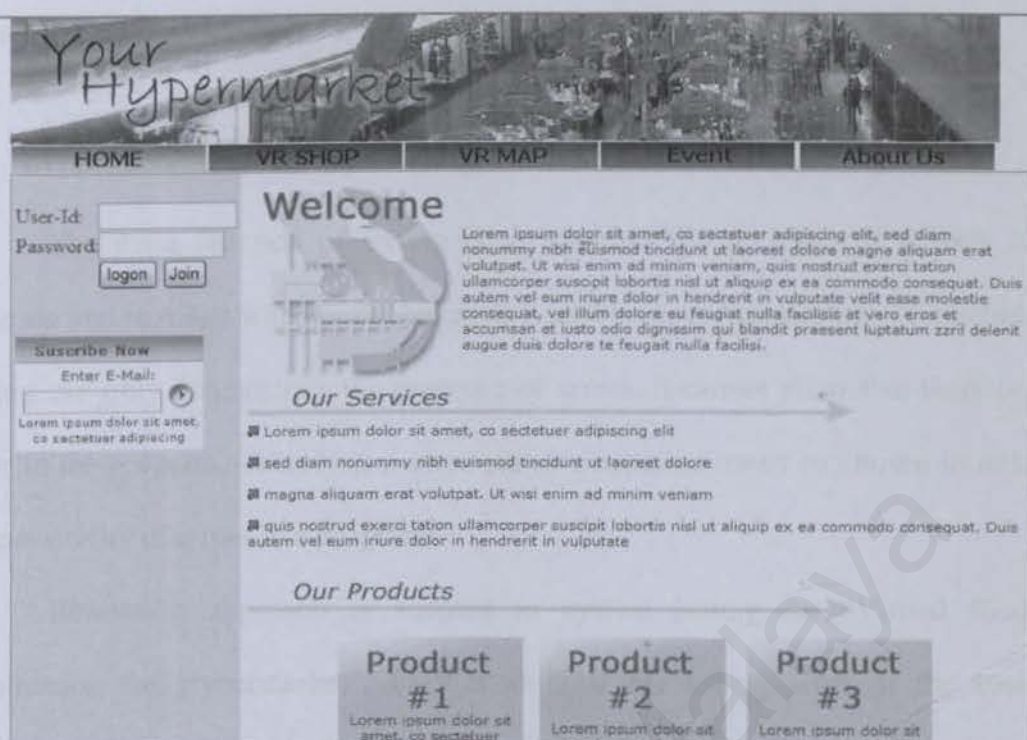 Your
Hypermarket
HOME VR SHOP VR MAP Event About Us
User-Id:
Password:
logon Join
Suscribe Now
Enter E-Mail:
Lorem ipsum dolor sit amet,
co sectetuer adipiscing
Welcome
Lorem ipsum dolor sit amet, co sectetuer adipiscing elit, sed diam
nonummy nibh euismod tincidunt ut laoreet dolore magna aliquam erat
volutpat. Ut wisi enim ad minim veniam, quis nostrud exerci tation
ullamcorper suscipit lobortis nisl ut aliquip ex ea commodo consequat. Duis
autem vel eum iriure dolor in hendrerit in vulputate velit esse molestie
consequat, vel illum dolore eu feugiat nulla facilisis at vero eros et
accumsan et iusto odio dignissim qui blandit praesent luptatum zzril delenit
augue duis dolore te feugait nulla facilisi.
Our Services
Lorem ipsum dolor sit amet, co sectetuer adipiscing elit
sed diam nonummy nibh euismod tincidunt ut laoreet dolore
magna aliquam erat volutpat. Ut wisi enim ad minim veniam
quis nostrud exerci tation ullamcorper suscipit lobortis nisl ut aliquip ex ea commodo consequat. Duis
autem vel eum iriure dolor in hendrerit in vulputate
Our Products
Product
#1
Lorem ipsum dolor sit
amet, co sectetuer
Product
#2
Lorem ipsum dolor sit
Product
#3
Lorem ipsum dolor sit
alaya